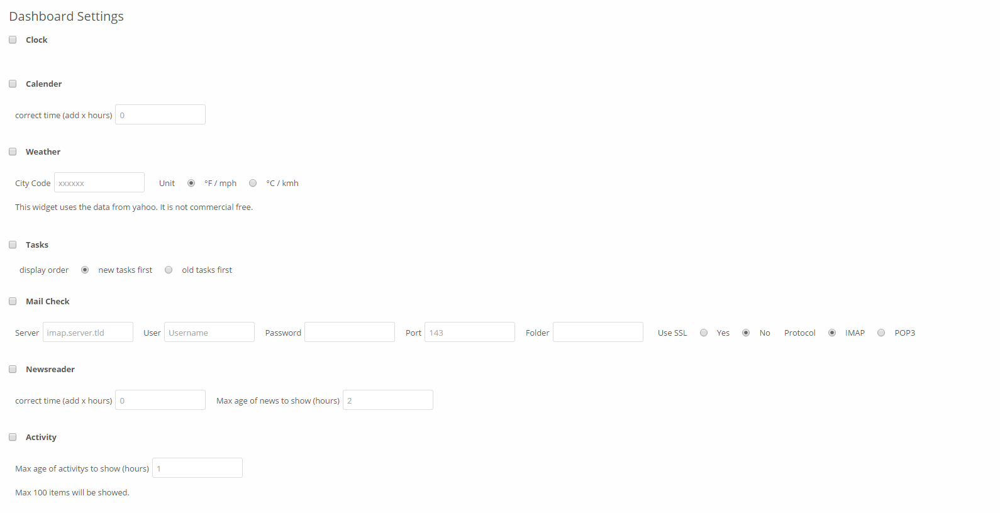 Dashboard Settings
Clock
Calender
correct time (add x hours) 0
Weather
City Code xxxxxx Unit °F / mph °C / kmh
This widget uses the data from yahoo. It is not commercial free.
Tasks
display order new tasks first old tasks first
Mail Check
Server imap.server.tld User Username Password Port 143 Folder Use SSL Yes No Protocol IMAP POP3
Newsreader
correct time (add x hours) 0 Max age of news to show (hours) 2
Activity
Max age of activitys to show (hours) 1
Max 100 items will be showed.